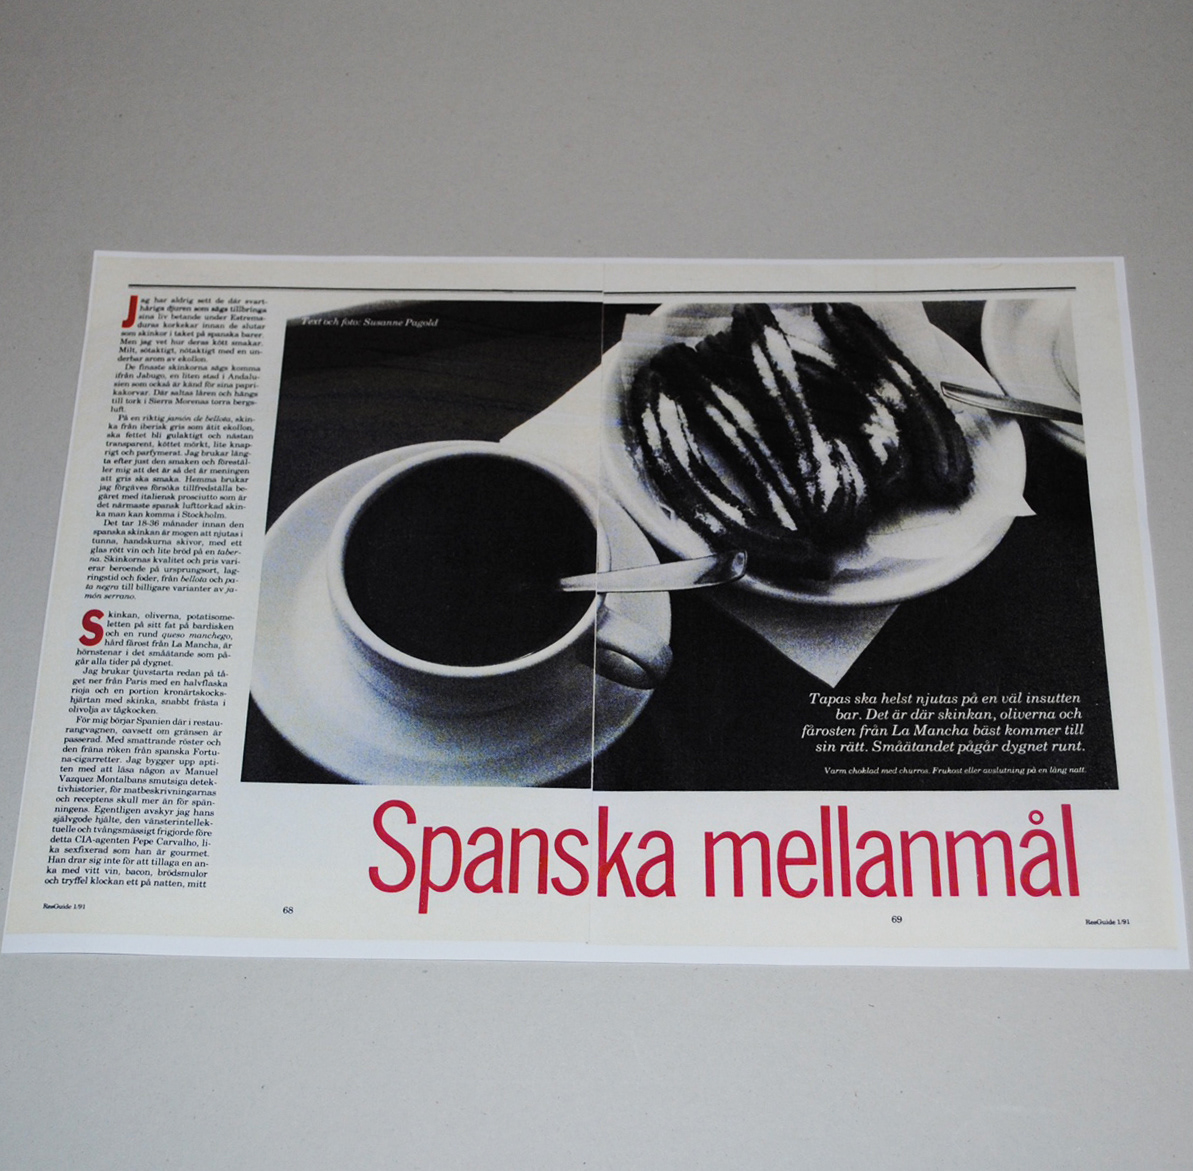 Jag har aldrig sett de där svart-
håriga djuren som sägs tillbringa
sina liv betande under Estrema-
duras korkekar innan de slutar
som skinkor i taket på spanska barer.
Men jag vet hur deras kött smakar.
Milt, sötaktigt, nötaktigt med en un-
derbar arom av ekollon.
De finaste skinkorna sägs komma
ifrån Jabugo, en liten stad i Andalu-
sien som också är känd för sina papri-
kakorvar. Där saltas låren och hängs
till tork i Sierra Morenas torra bergs-
luft.
På en riktig jamón de bellota, skin-
ka från iberisk gris som ätit ekollon,
ska fettet bli gulaktigt och nästan
transparent, köttet mörkt, lite knap-
rigt och parfymerat. Jag brukar läng-
ta efter just den smaken och förestäl-
ler mig att det är så det är meningen
att gris ska smaka. Hemma brukar
jag förgäves försöka tillfredställa be-
gäret med italiensk prosciutto som är
det närmaste spansk lufttorkad skin-
ka man kan komma i Stockholm.
Det tar 18-36 månader innan den
spanska skinkan är mogen att njutas i
tunna, handskurna skivor, med ett
glas rött vin och lite bröd på en taber-
na. Skinkornas kvalitet och pris vari-
erar beroende på ursprungsort, lag-
ringstid och foder, från bellota och pa-
ta negra till billigare varianter av ja-
món serrano.
Skinkan, oliverna, potatisome-
letten på sitt fat på bardisken
och en rund queso manchego,
hård fårost från La Mancha, är
hörnstenar i det småätande som på-
går alla tider på dygnet.
Jag brukar tjuvstarta redan på tå-
get ner från Paris med en halvflaska
rioja och en portion kronärtskocks-
hjärtan med skinka, snabbt frästa i
olivolja av tågkocken.
För mig börjar Spanien där i restau-
rangvagnen, oavsett om gränsen är
passerad. Med smattrande röster och
den fräna röken från spanska Fortu-
na-cigarretter. Jag bygger upp apti-
ten med att läsa någon av Manuel
Vazquez Montalbans smutsiga detek-
tivhistorier, för matbeskrivningarnas
och receptens skull mer än för spän-
ningens. Egentligen avskyr jag hans
självgode hjälte, den vänsterintellek-
tuelle och tvångsmässigt frigjorde före
detta CIA-agenten Pepe Carvalho, li-
ka sexfixerad som han är gourmet.
Han drar sig inte för att tillaga en an-
ka med vitt vin, bacon, brödsmulor
och tryffel klockan ett på natten, mitt
Text och foto: Susanne Pagold
Tapas ska helst njutas på en väl insutten
bar. Det är där skinkan, oliverna och
fårosten från La Mancha bäst kommer till
sin rätt. Småätandet pågår dygnet runt.
Varm choklad med churros. Frukost eller avslutning på en lång natt.
Spanska mellanmål
ResGuide 1/91
68
69
ResGuide 1/91